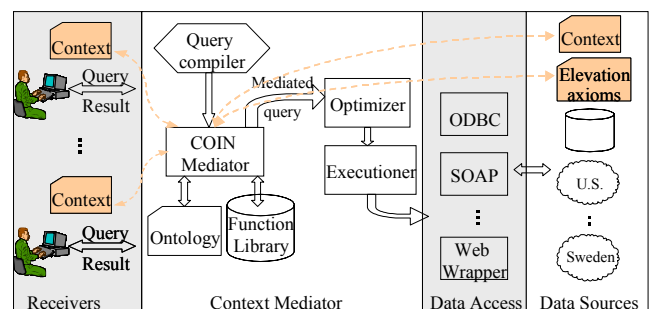 Context
Query
Result
Context
Query
Result
Receivers
Query
compiler
Mediated
query
COIN
Mediator
Optimizer
Executioner
Ontology
Function
Library
Context Mediator
ODBC
SOAP
Web
Wrapper
Data Access
Context
Elevation
axioms
U.S.
Sweden
Data Sources